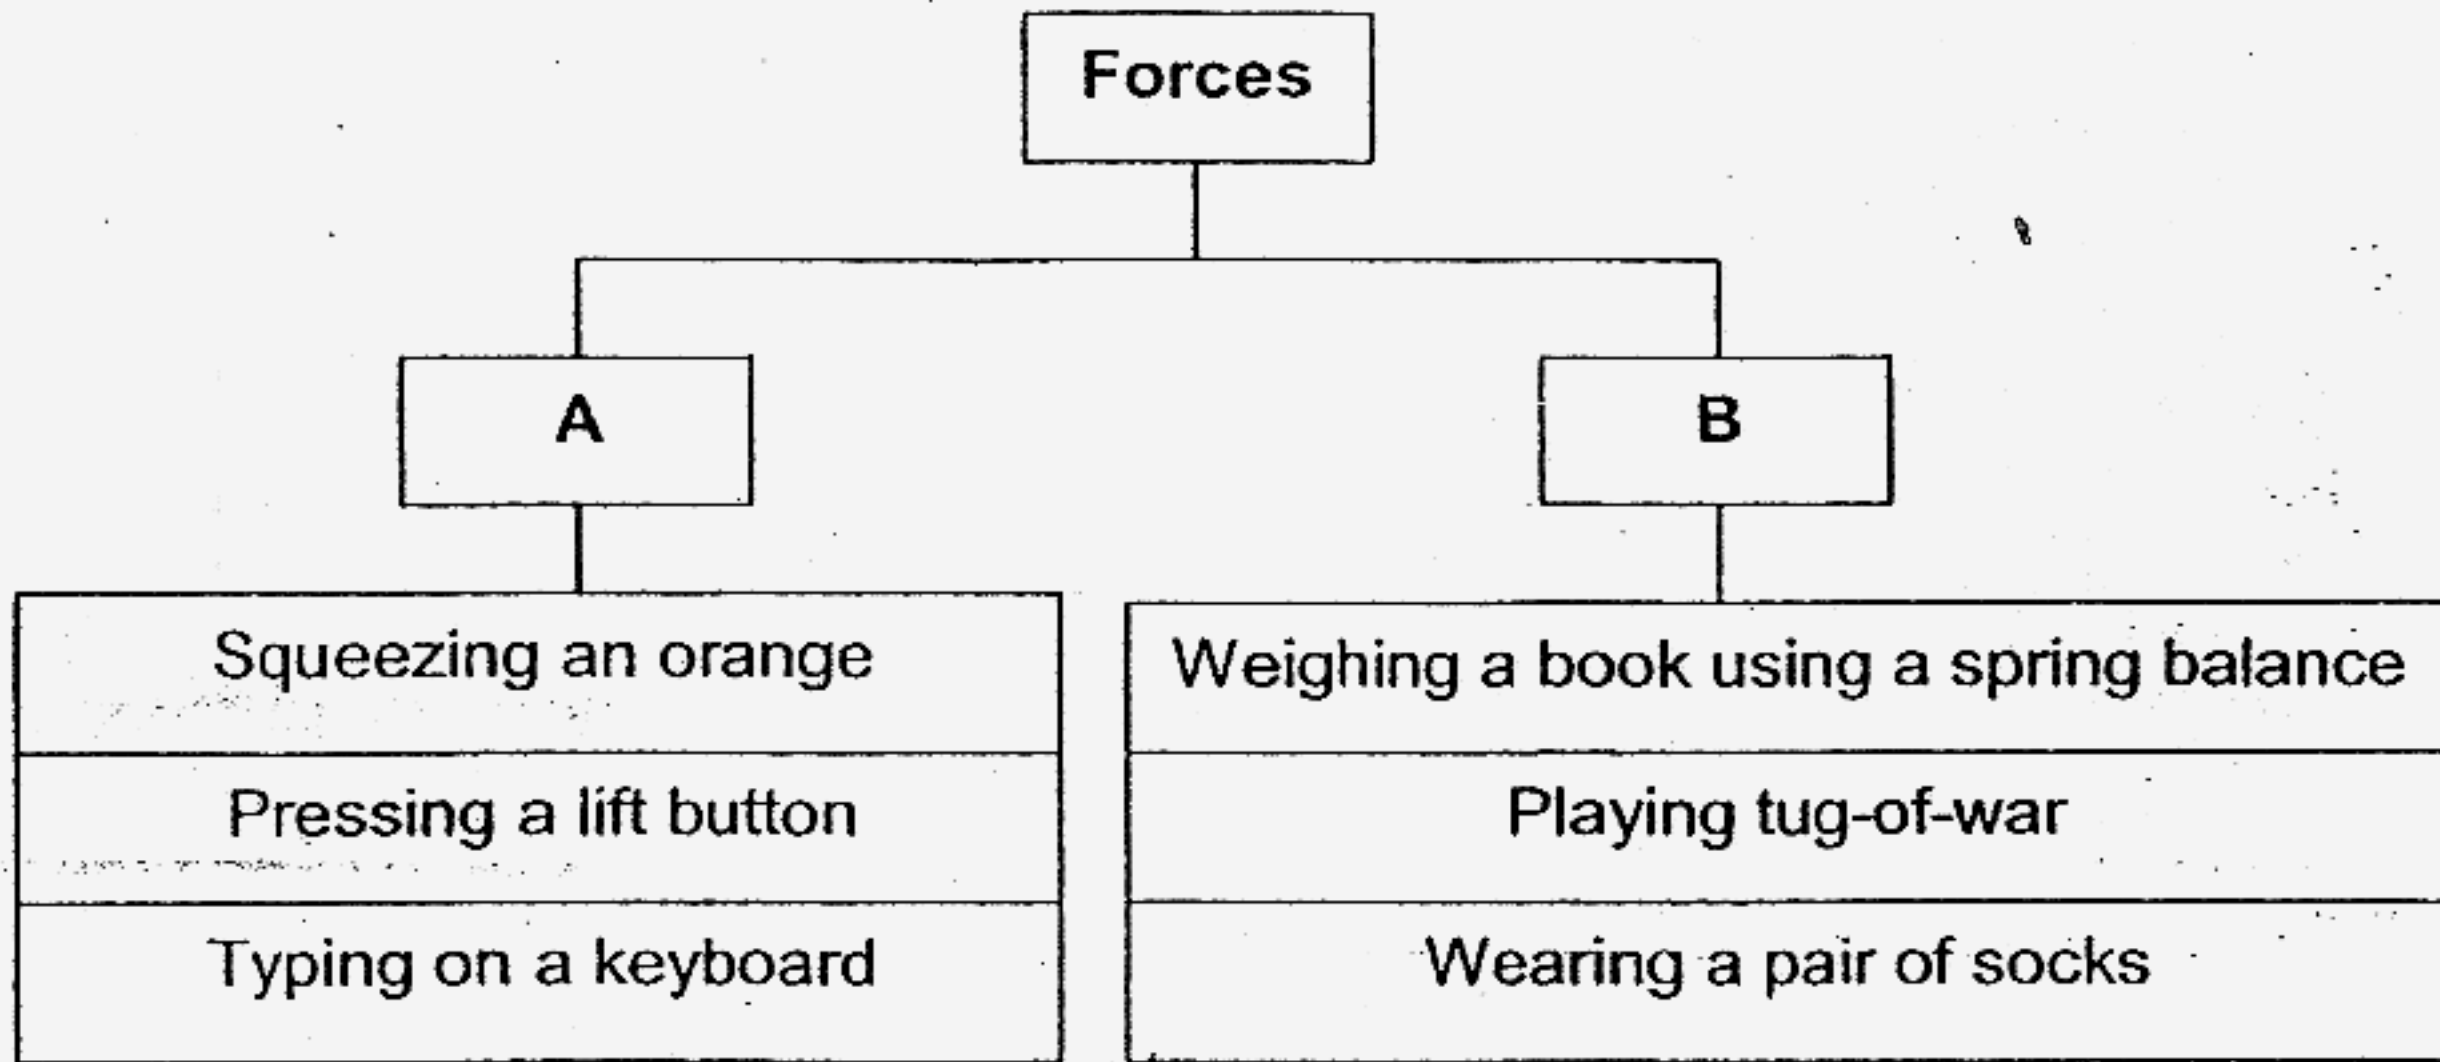 Forces
A
B
Squeezing an orange
Weighing a book using a spring balance
Pressing a lift button
Playing tug-of-war
Typing on a keyboard
Wearing a pair of socks